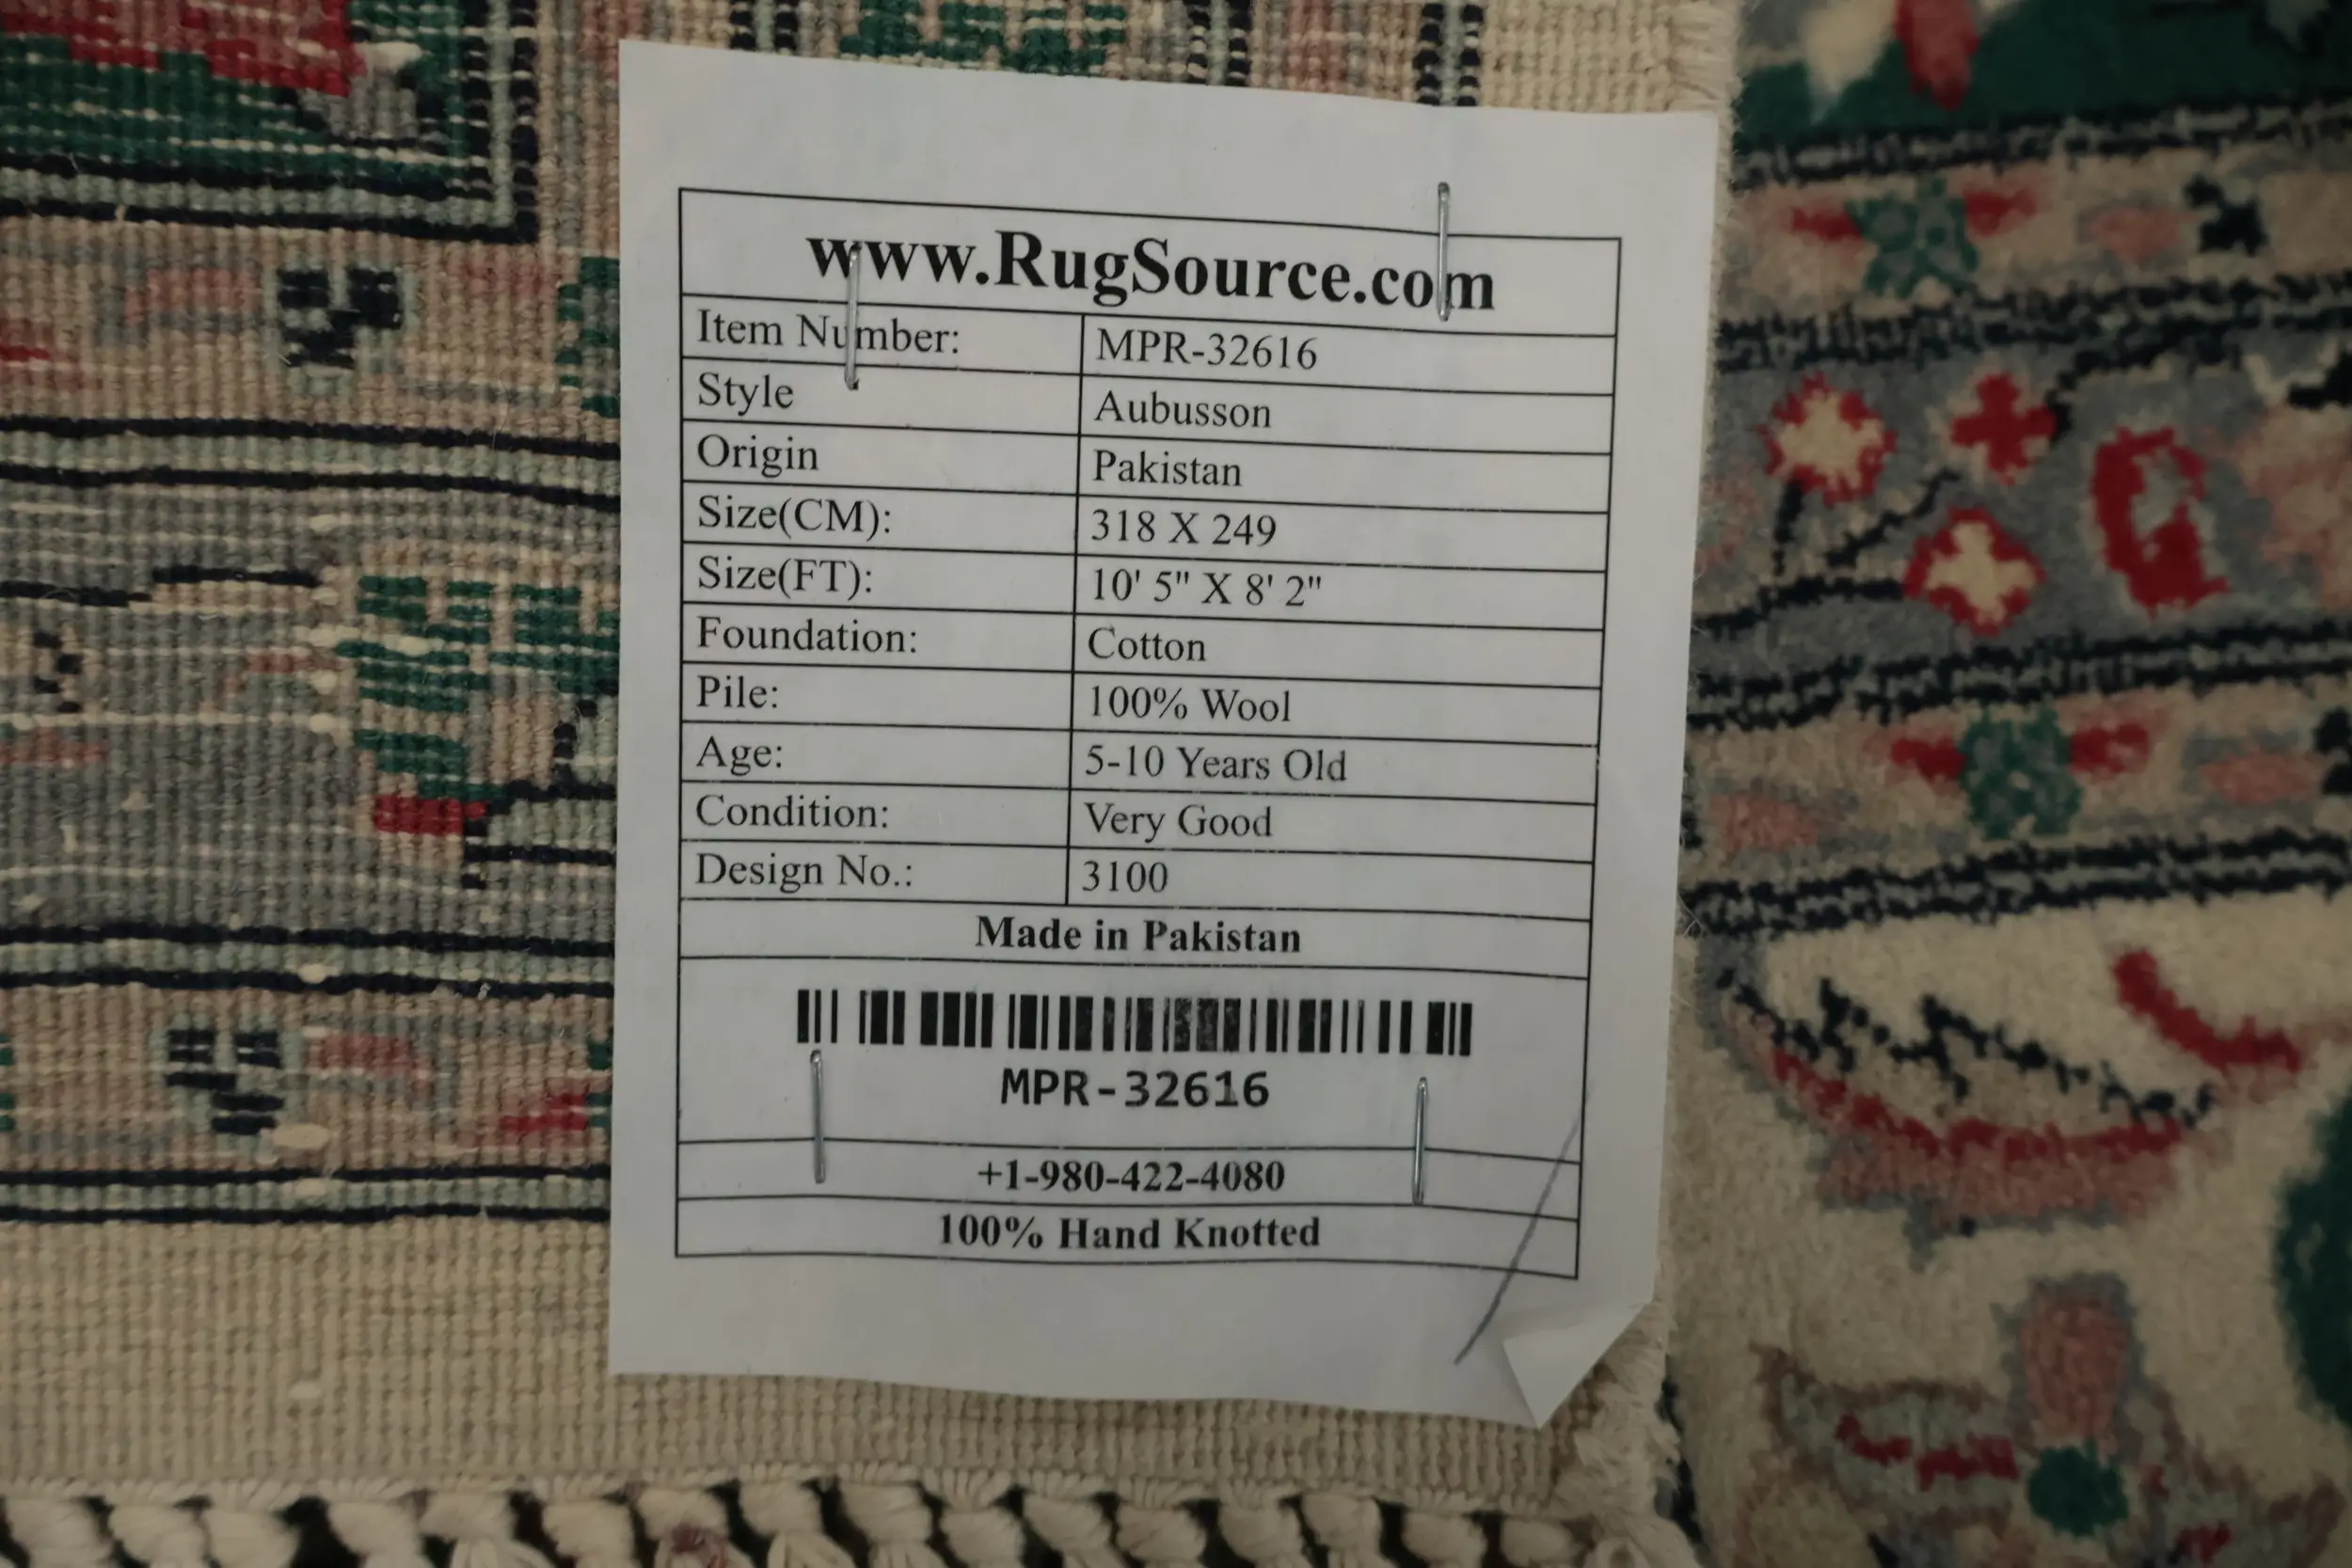 www.RugSource.com
Item Number: MPR-32616
Style Aubusson
Origin Pakistan
Size(CM): 318 X 249
Size(FT): 10' 5" X 8' 2"
Foundation: Cotton
Pile: 100% Wool
Age: 5-10 Years Old
Condition: Very Good
Design No.: 3100
Made in Pakistan
MPR-32616
+1-980-422-4080
100% Hand Knotted